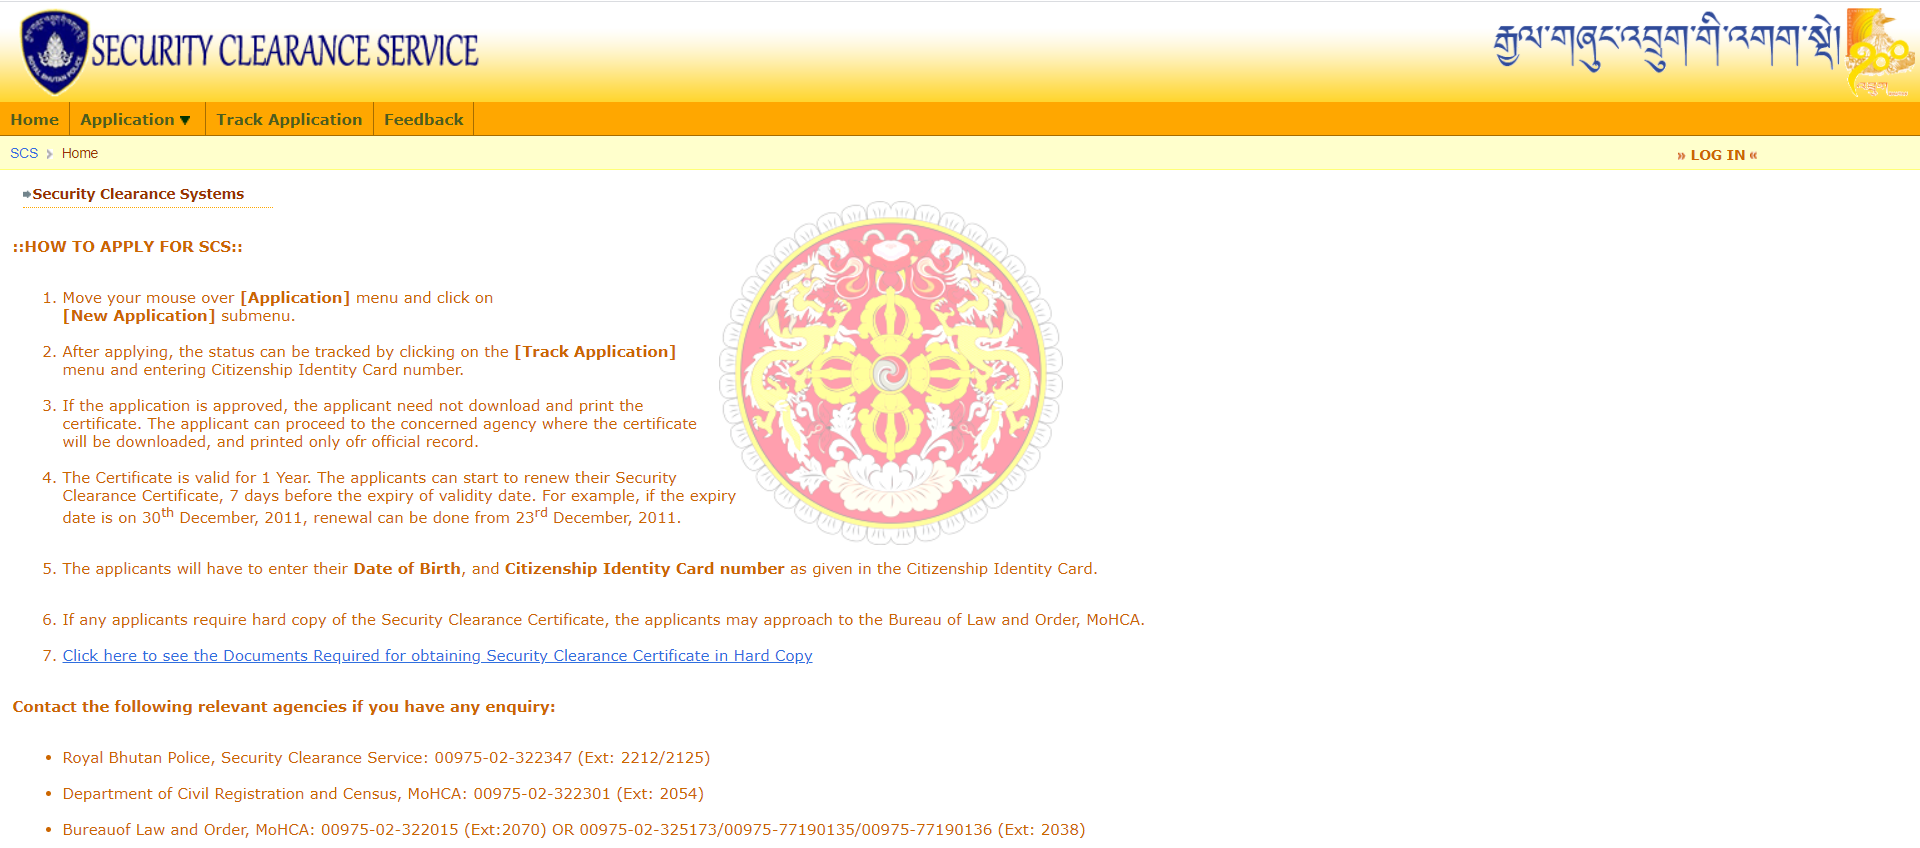 ROYAL BHUTAN POLICE
SECURITY CLEARANCE SERVICE
རྒྱལ་གཞུང་འབྲུག་གི་འགག་སྡེ།
Home
Application ▼
Track Application
Feedback
SCS
Home
» LOG IN «
Security Clearance Systems
::HOW TO APPLY FOR SCS::
1. Move your mouse over [Application] menu and click on
[New Application] submenu.
2. After applying, the status can be tracked by clicking on the [Track Application]
menu and entering Citizenship Identity Card number.
3. If the application is approved, the applicant need not download and print the
certificate. The applicant can proceed to the concerned agency where the certificate
will be downloaded, and printed only ofr official record.
4. The Certificate is valid for 1 Year. The applicants can start to renew their Security
Clearance Certificate, 7 days before the expiry of validity date. For example, if the expiry
date is on 30th December, 2011, renewal can be done from 23rd December, 2011.
5. The applicants will have to enter their Date of Birth, and Citizenship Identity Card number as given in the Citizenship Identity Card.
6. If any applicants require hard copy of the Security Clearance Certificate, the applicants may approach to the Bureau of Law and Order, MoHCA.
7. Click here to see the Documents Required for obtaining Security Clearance Certificate in Hard Copy
Contact the following relevant agencies if you have any enquiry:
• Royal Bhutan Police, Security Clearance Service: 00975-02-322347 (Ext: 2212/2125)
• Department of Civil Registration and Census, MoHCA: 00975-02-322301 (Ext: 2054)
• Bureauof Law and Order, MoHCA: 00975-02-322015 (Ext:2070) OR 00975-02-325173/00975-77190135/00975-77190136 (Ext: 2038)